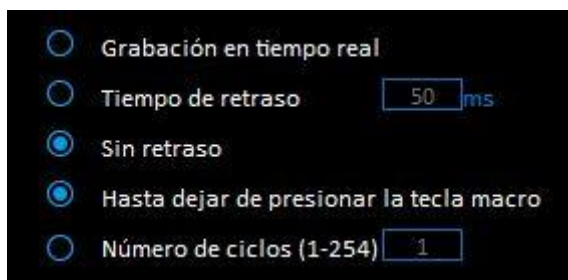 Grabación en tiempo real
Tiempo de retraso 50 ms
Sin retraso
Hasta dejar de presionar la tecla macro
Número de ciclos (1-254) 1